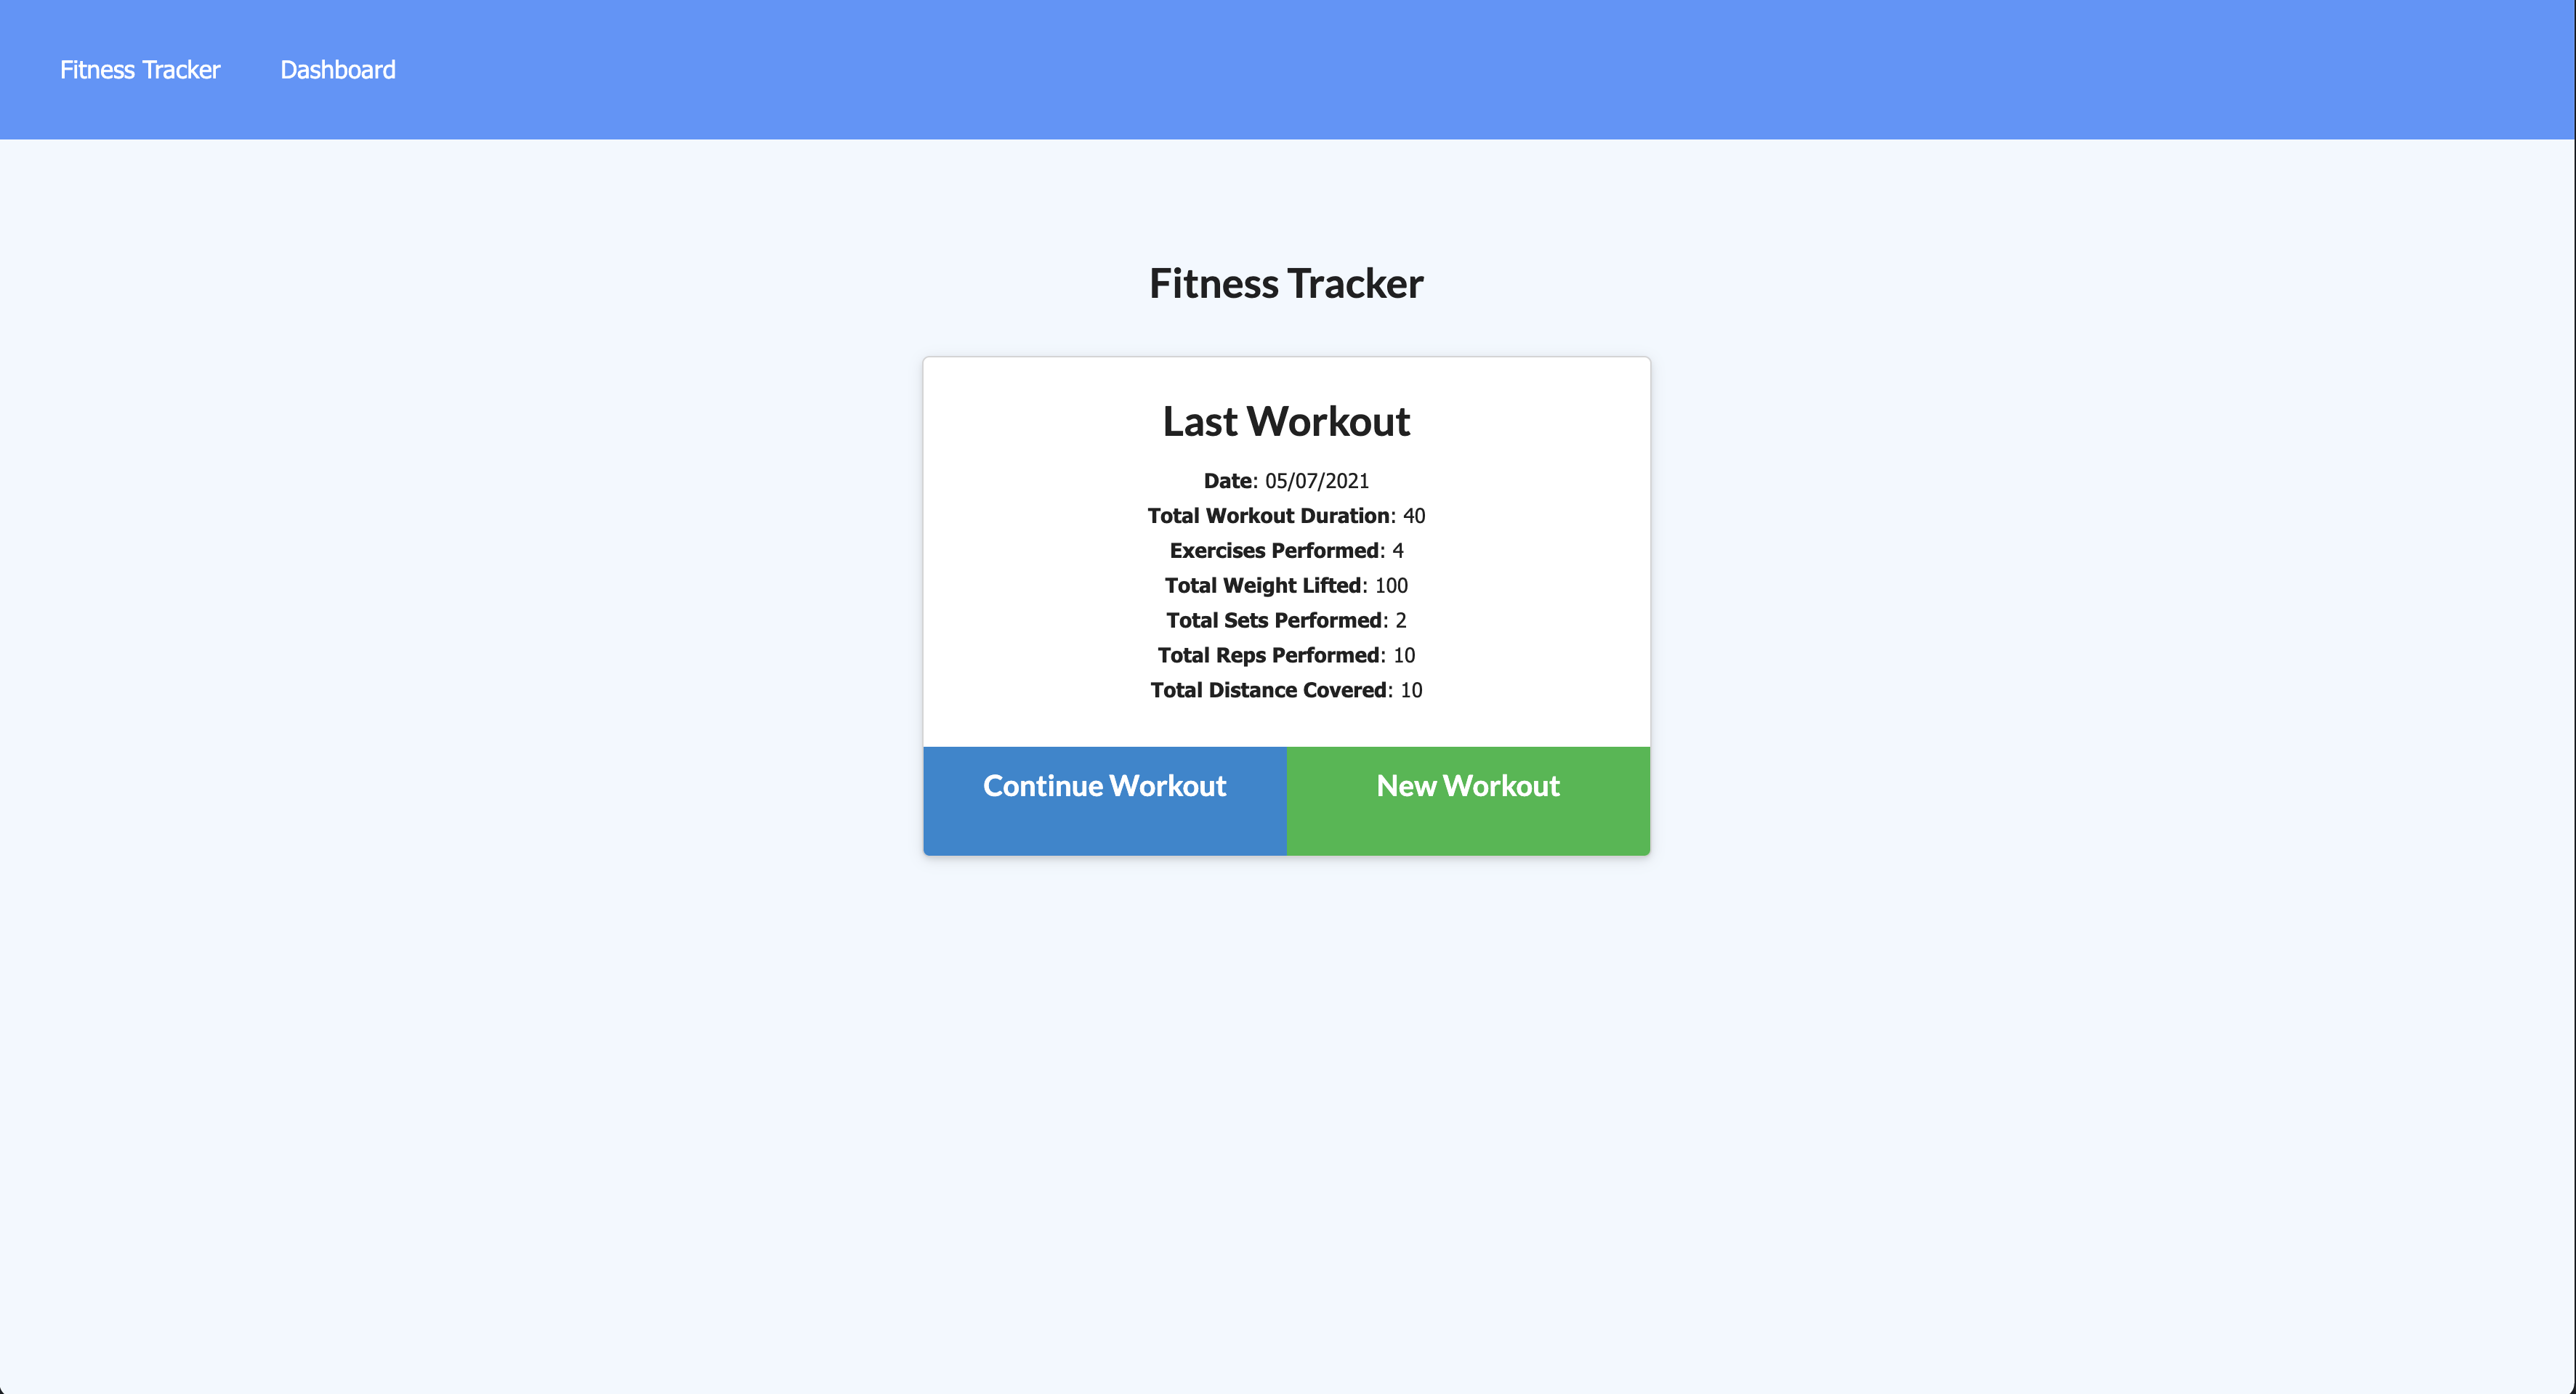 Fitness Tracker Dashboard
Fitness Tracker
Last Workout
Date: 05/07/2021
Total Workout Duration: 40
Exercises Performed: 4
Total Weight Lifted: 100
Total Sets Performed: 2
Total Reps Performed: 10
Total Distance Covered: 10
Continue Workout New Workout